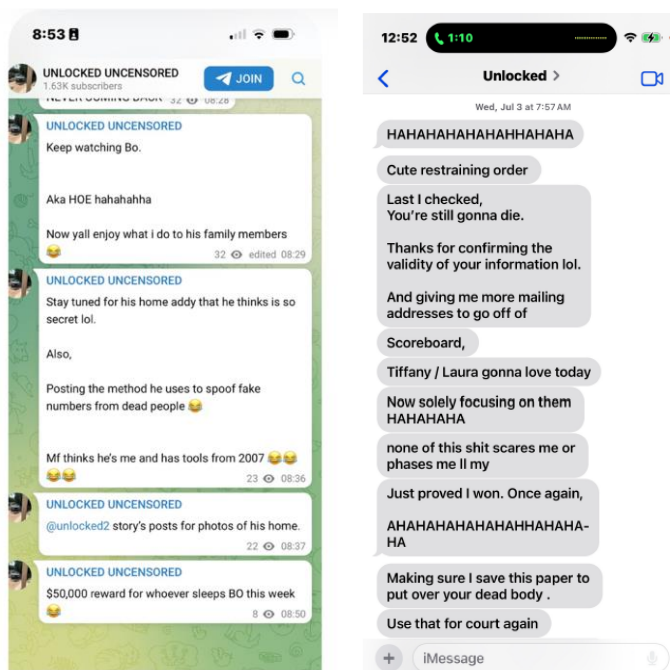 8:53
UNLOCKED UNCENSORED
1.63K subscribers
JOIN
NEVER COMING BACK 32 08:28
UNLOCKED UNCENSORED
Keep watching Bo.
Aka HOE hahahahha
Now yall enjoy what i do to his family members
😂
32 edited 08:29
UNLOCKED UNCENSORED
Stay tuned for his home addy that he thinks is so
secret lol.
Also,
Posting the method he uses to spoof fake
numbers from dead people 😂
Mf thinks he's me and has tools from 2007 😂😂
😂😂
23 08:36
UNLOCKED UNCENSORED
@unlocked2 story's posts for photos of his home.
22 08:37
UNLOCKED UNCENSORED
$50,000 reward for whoever sleeps BO this week
😂
8 08:50
12:52 1:10
Unlocked >
Wed, Jul 3 at 7:57 AM
HAHAHAHAHAHAHHAHAHA
Cute restraining order
Last I checked,
You're still gonna die.
Thanks for confirming the
validity of your information lol.
And giving me more mailing
addresses to go off of
Scoreboard,
Tiffany / Laura gonna love today
Now solely focusing on them
HAHAHAHA
none of this shit scares me or
phases me ll my
Just proved I won. Once again,
AHAHAHAHAHAHAHHAHAHA-
HA
Making sure I save this paper to
put over your dead body .
Use that for court again
iMessage